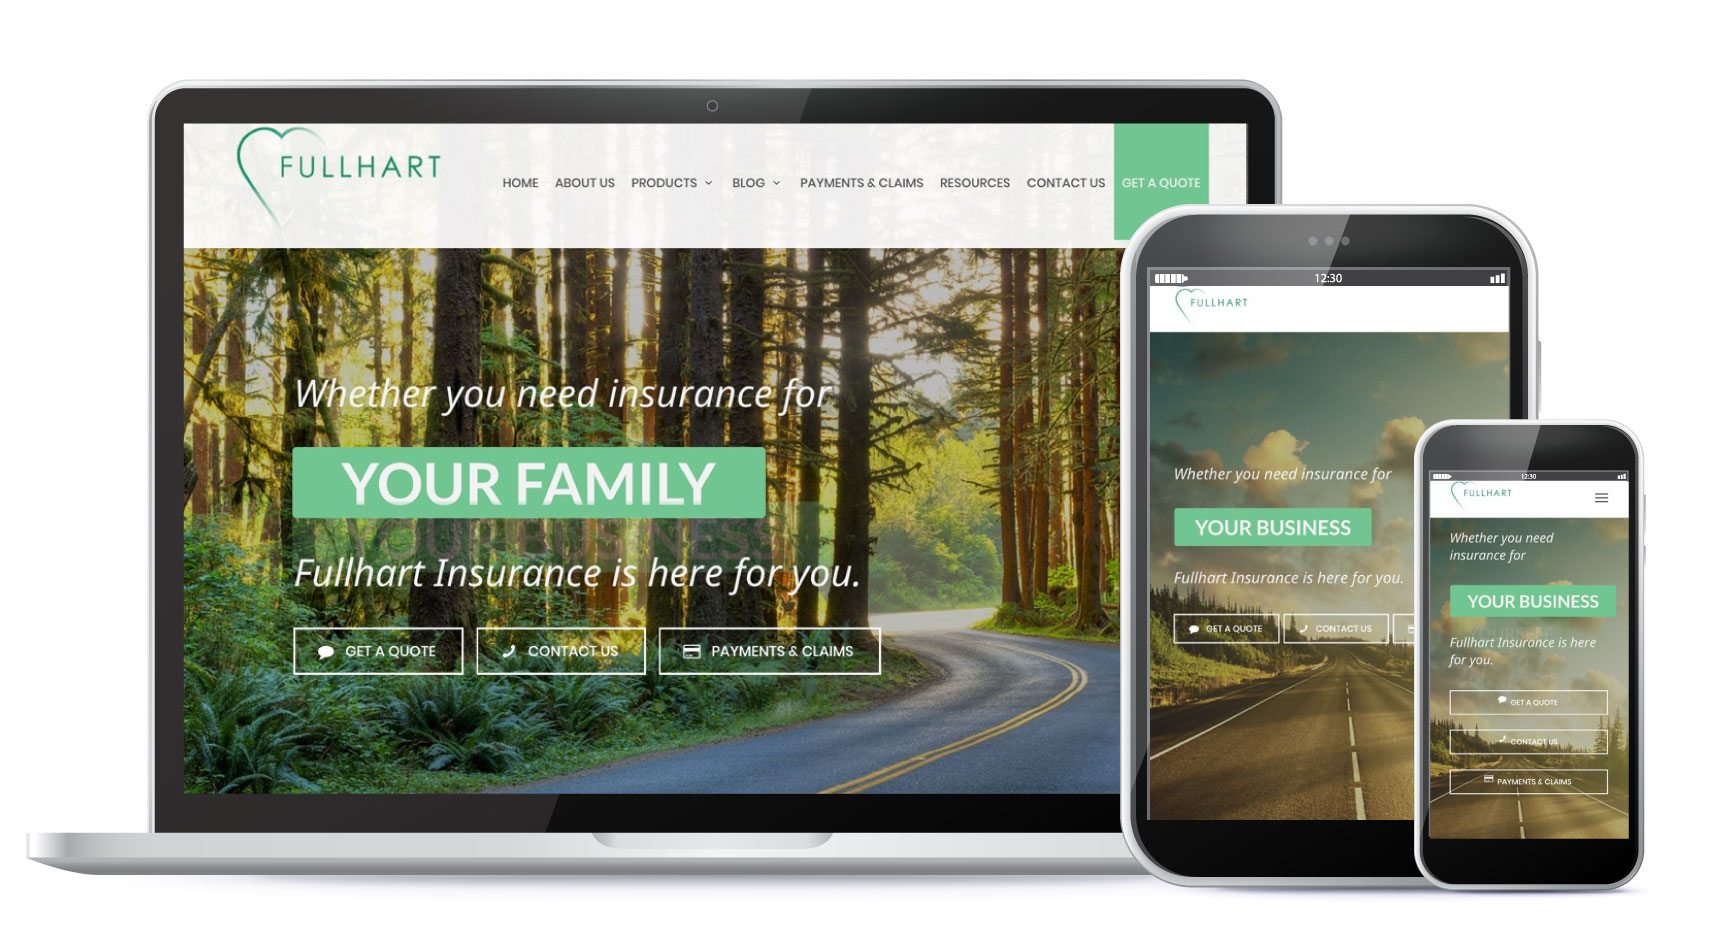 FULLHART
HOME ABOUT US PRODUCTS BLOG PAYMENTS & CLAIMS RESOURCES CONTACT US GET A QUOTE
Whether you need insurance for
YOUR FAMILY
YOUR BUSINESS
Fullhart Insurance is here for you.
GET A QUOTE CONTACT US PAYMENTS & CLAIMS
12:30
FULLHART
Whether you need insurance for
YOUR BUSINESS
Fullhart Insurance is here for you.
GET A QUOTE CONTACT US
12:30
FULLHART
Whether you need
insurance for
YOUR BUSINESS
Fullhart Insurance is here
for you.
GET A QUOTE
CONTACT US
PAYMENTS & CLAIMS